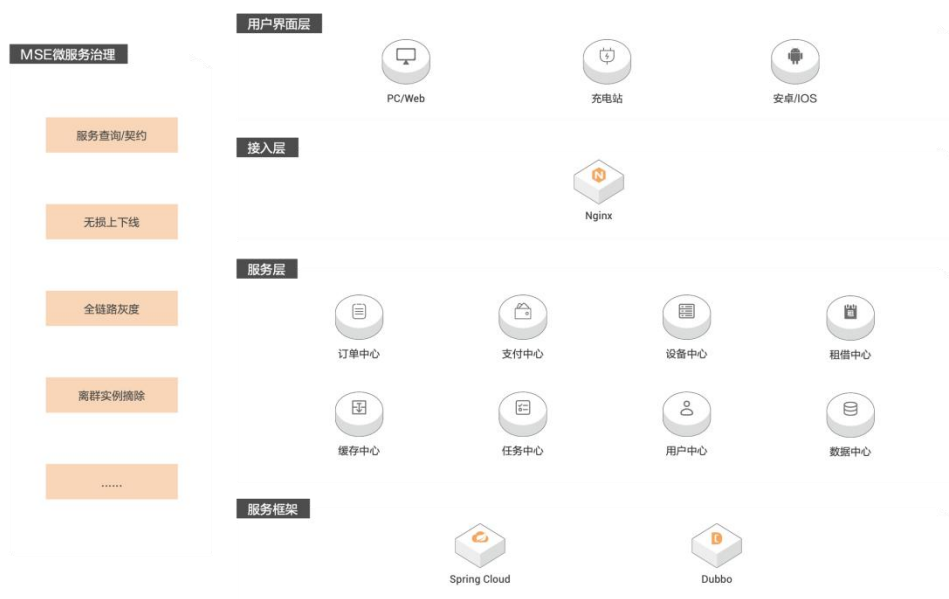 MSE微服务治理
服务查询/契约
无损上下线
全链路灰度
离群实例摘除
......
用户界面层
PC/Web
充电站
安卓/IOS
接入层
Nginx
服务层
订单中心
支付中心
设备中心
租借中心
缓存中心
任务中心
用户中心
数据中心
服务框架
Spring Cloud
Dubbo